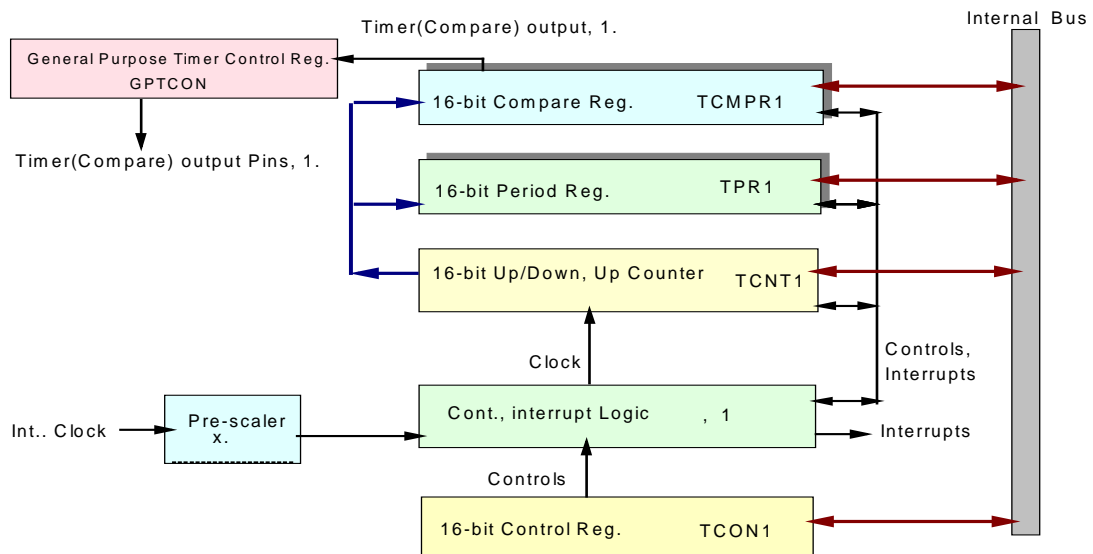 Timer(Compare) output, 1.
Internal Bus
General Purpose Timer Control Reg.
GPTCON
16-bit Compare Reg. TCMPR1
Timer(Compare) output Pins, 1.
16-bit Period Reg. TPR1
16-bit Up/Down, Up Counter TCNT1
Clock
Controls,
Interrupts
Int.. Clock
Pre-scaler
x.
Cont., interrupt Logic , 1
Interrupts
Controls
16-bit Control Reg. TCON1